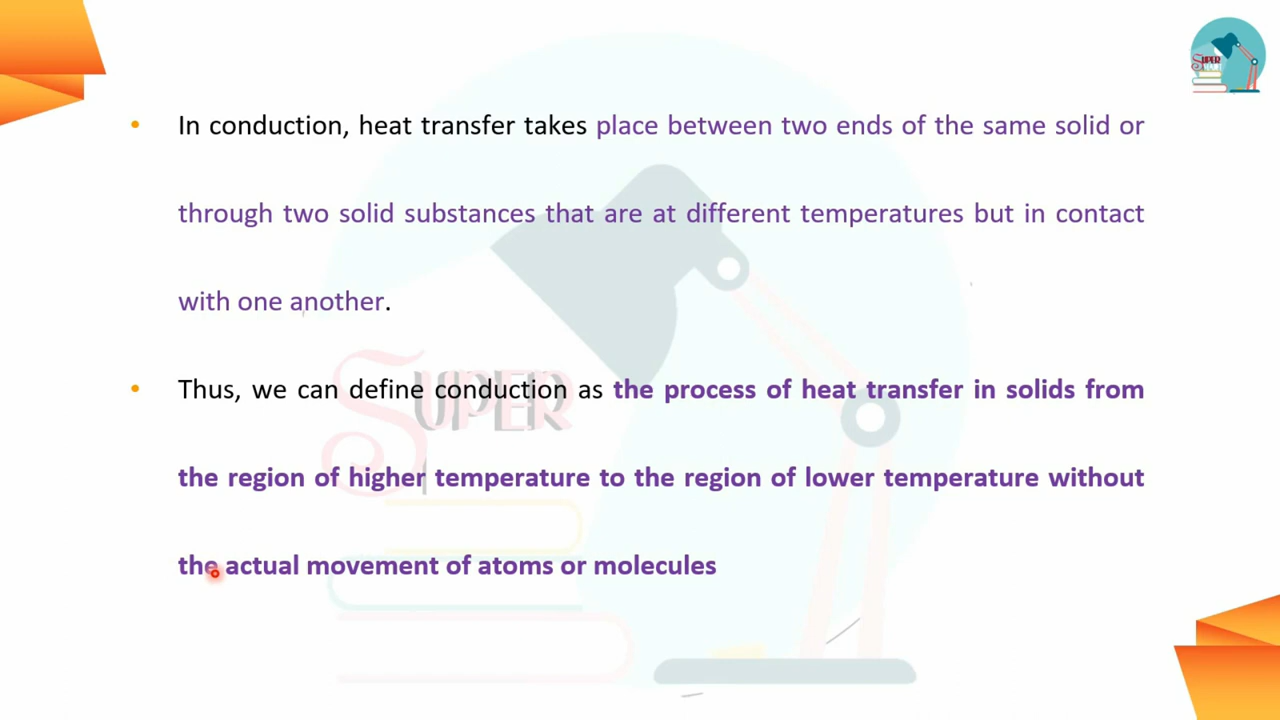 SUPER
• In conduction, heat transfer takes place between two ends of the same solid or
through two solid substances that are at different temperatures but in contact
with one another.
• Thus, we can define conduction as the process of heat transfer in solids from
SUPER
the region of higher temperature to the region of lower temperature without
the actual movement of atoms or molecules